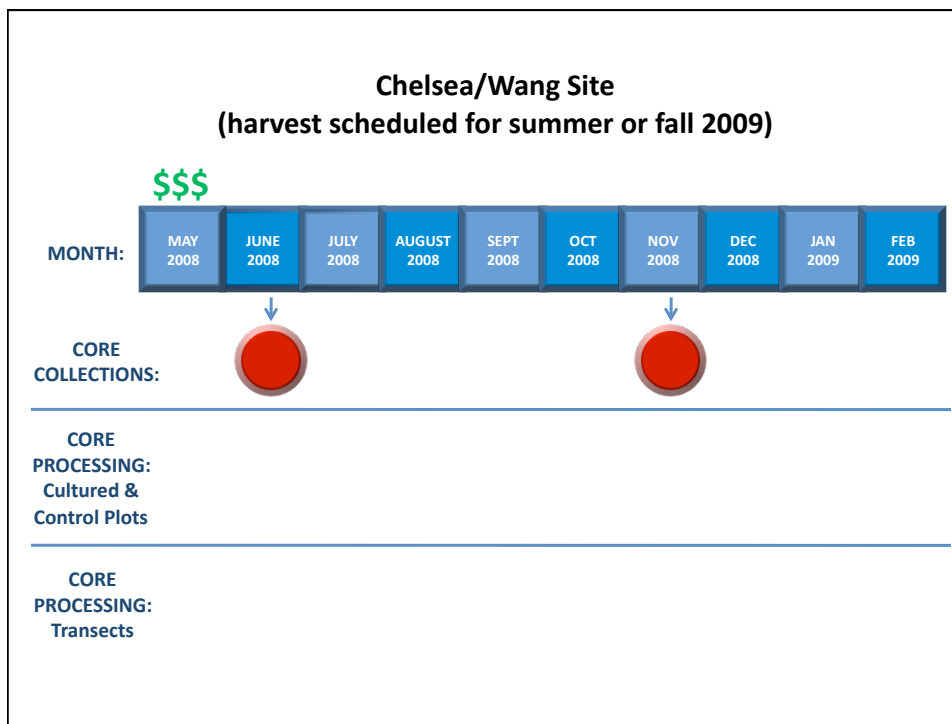 Chelsea/Wang Site
(harvest scheduled for summer or fall 2009)
$$$
MONTH:
MAY
2008
JUNE
2008
JULY
2008
AUGUST
2008
SEPT
2008
OCT
2008
NOV
2008
DEC
2008
JAN
2009
FEB
2009
CORE
COLLECTIONS:
CORE
PROCESSING:
Cultured &
Control Plots
CORE
PROCESSING:
Transects